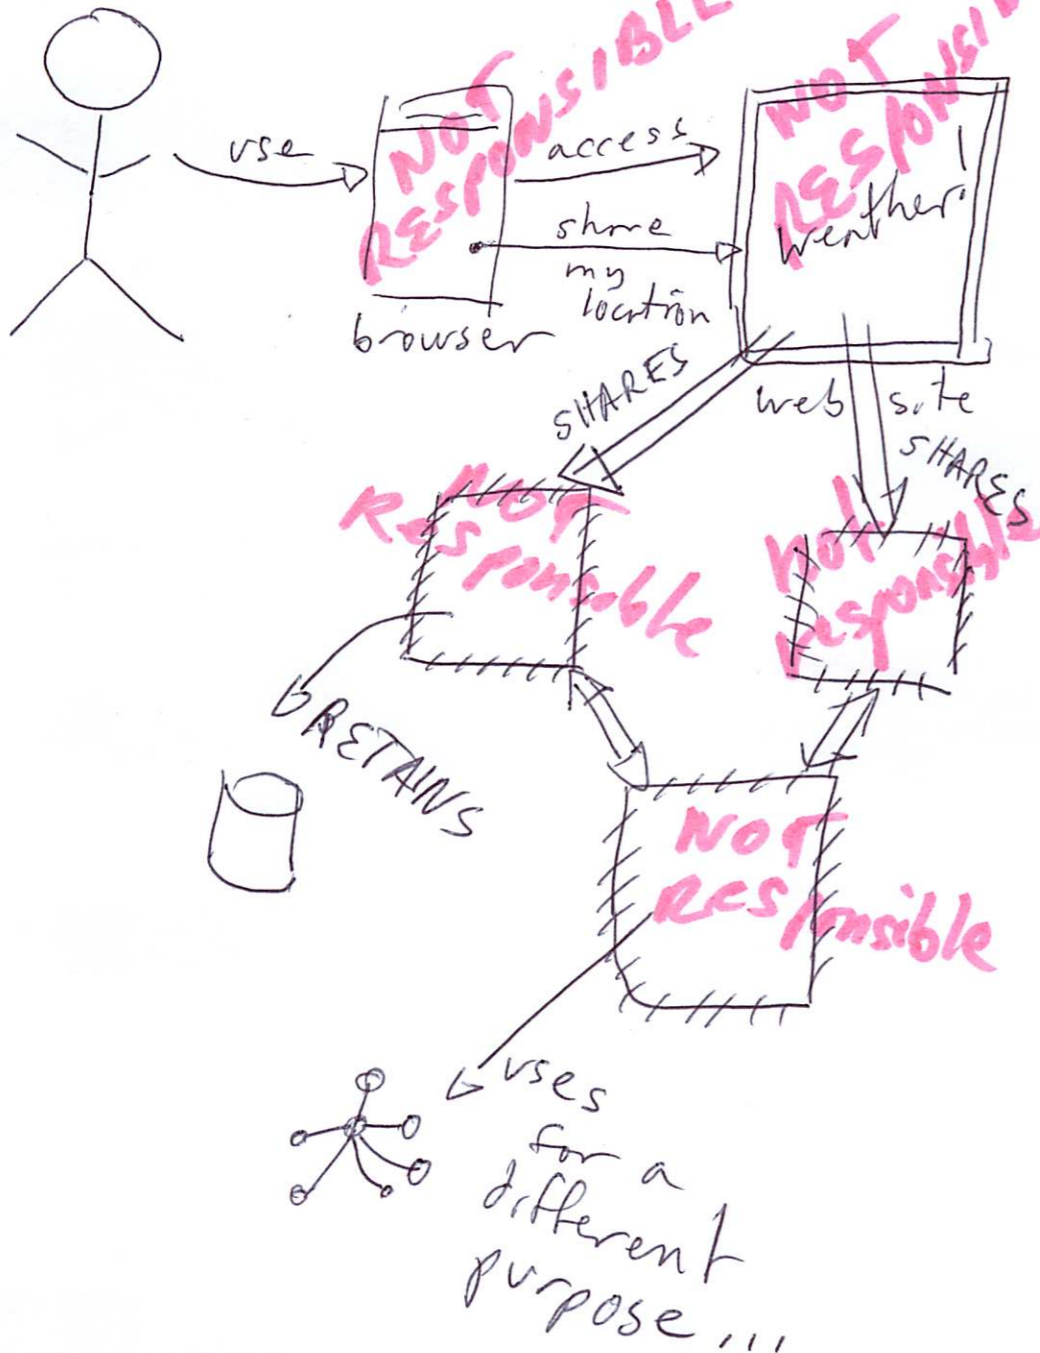 NOT
RESPONSIBLE
NOT
RESPONSI
use
access
share
my
location
weather!
browser
web site
SHARES
SHARES
NOT
Responsible
Not
Responsible
RETAINS
NOT
Responsible
uses
for a
different
purpose...